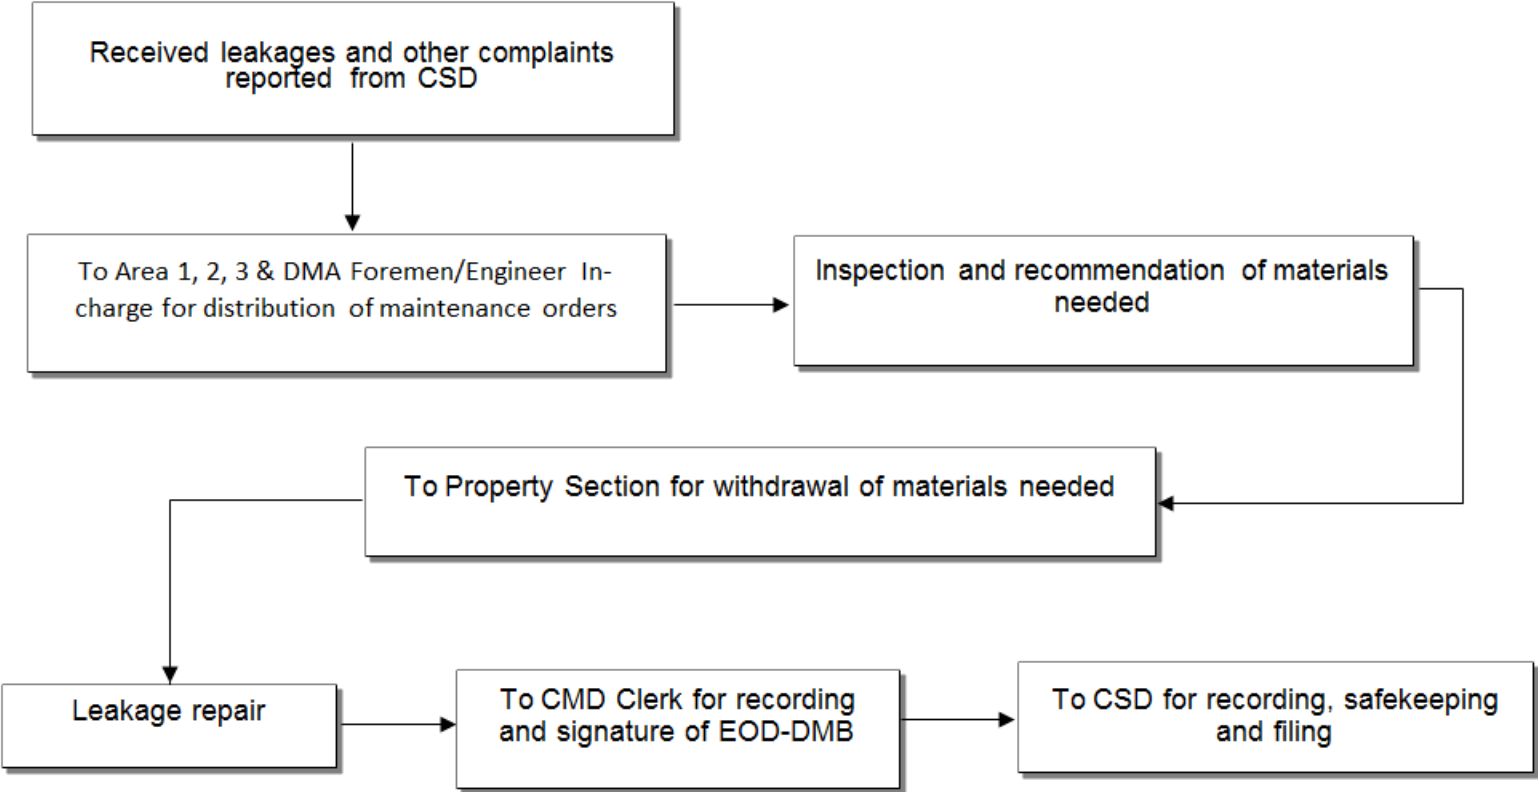 Received leakages and other complaints
reported from CSD
To Area 1, 2, 3 & DMA Foremen/Engineer In-
charge for distribution of maintenance orders
Inspection and recommendation of materials
needed
To Property Section for withdrawal of materials needed
Leakage repair
To CMD Clerk for recording
and signature of EOD-DMB
To CSD for recording, safekeeping
and filing